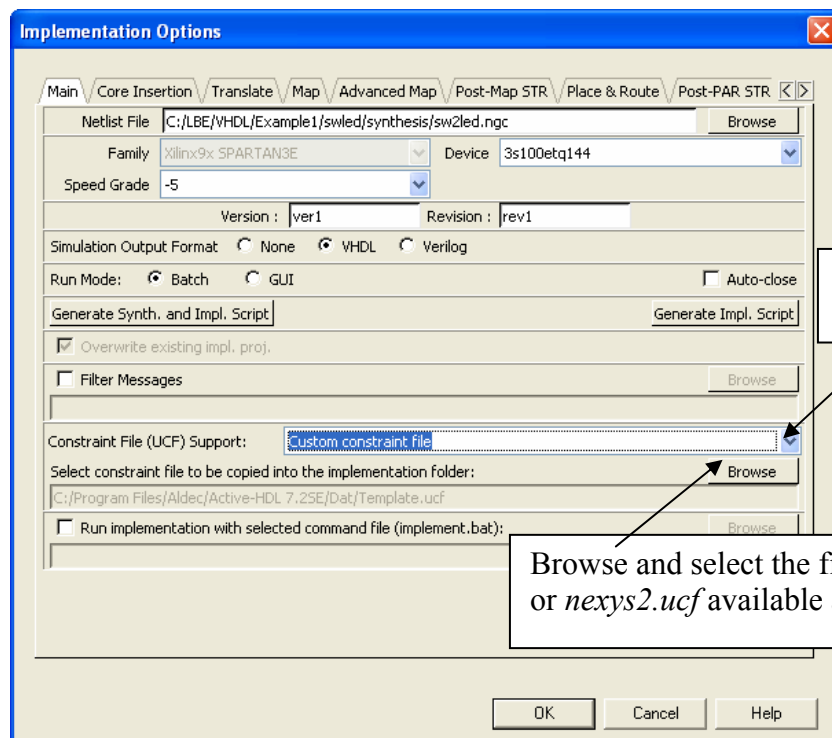 Implementation Options
Main Core Insertion Translate Map Advanced Map Post-Map STR Place & Route Post-PAR STR
Netlist File C:/LBE/VHDL/Example1/swled/synthesis/sw2led.ngc Browse
Family Xilinx9x SPARTAN3E Device 3s100etq144
Speed Grade -5
Version : ver1 Revision : rev1
Simulation Output Format None VHDL Verilog
Run Mode: Batch GUI Auto-close
Generate Synth. and Impl. Script Generate Impl. Script
Overwrite existing impl. proj.
Filter Messages Browse
Constraint File (UCF) Support: Custom constraint file
Select constraint file to be copied into the implementation folder: Browse
C:/Program Files/Aldec/Active-HDL 7.2SE/Dat/Template.ucf
Run implementation with selected command file (implement.bat): Browse
Browse and select the
or nexys2.ucf available
OK Cancel Help